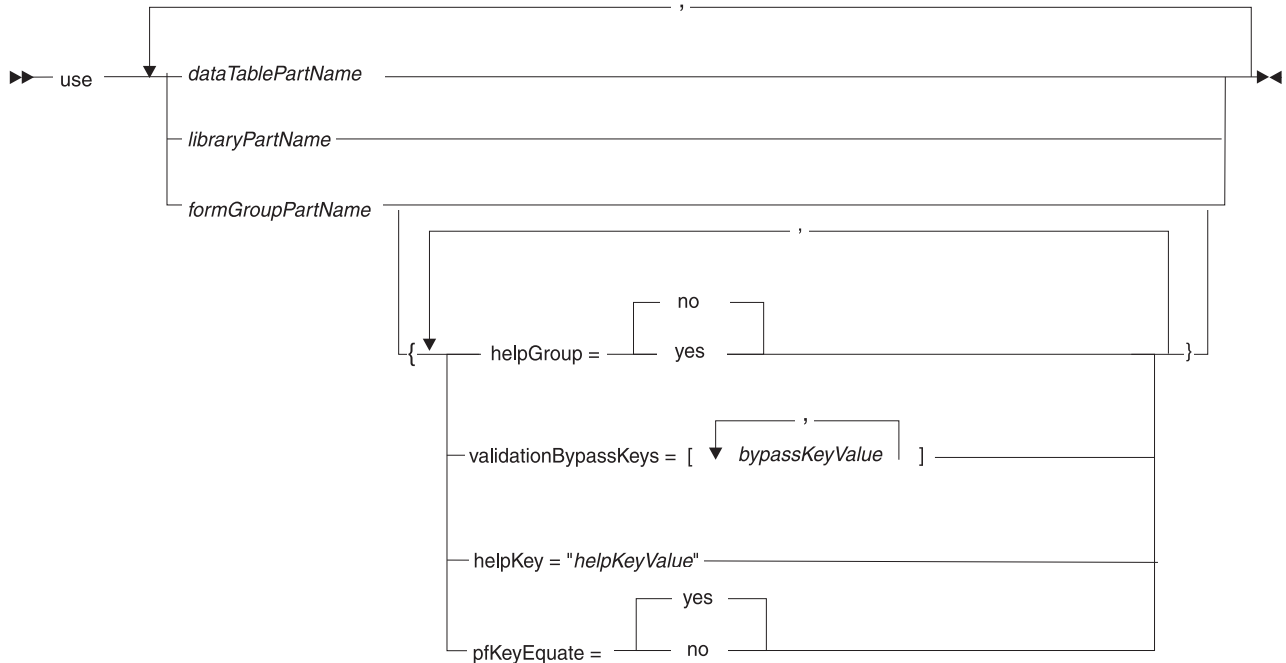 ,
use dataTablePartName
libraryPartName
formGroupPartName
,
no
{ helpGroup = yes }
,
validationBypassKeys = [ bypassKeyValue ]
helpKey = "helpKeyValue"
yes
pfKeyEquate = no